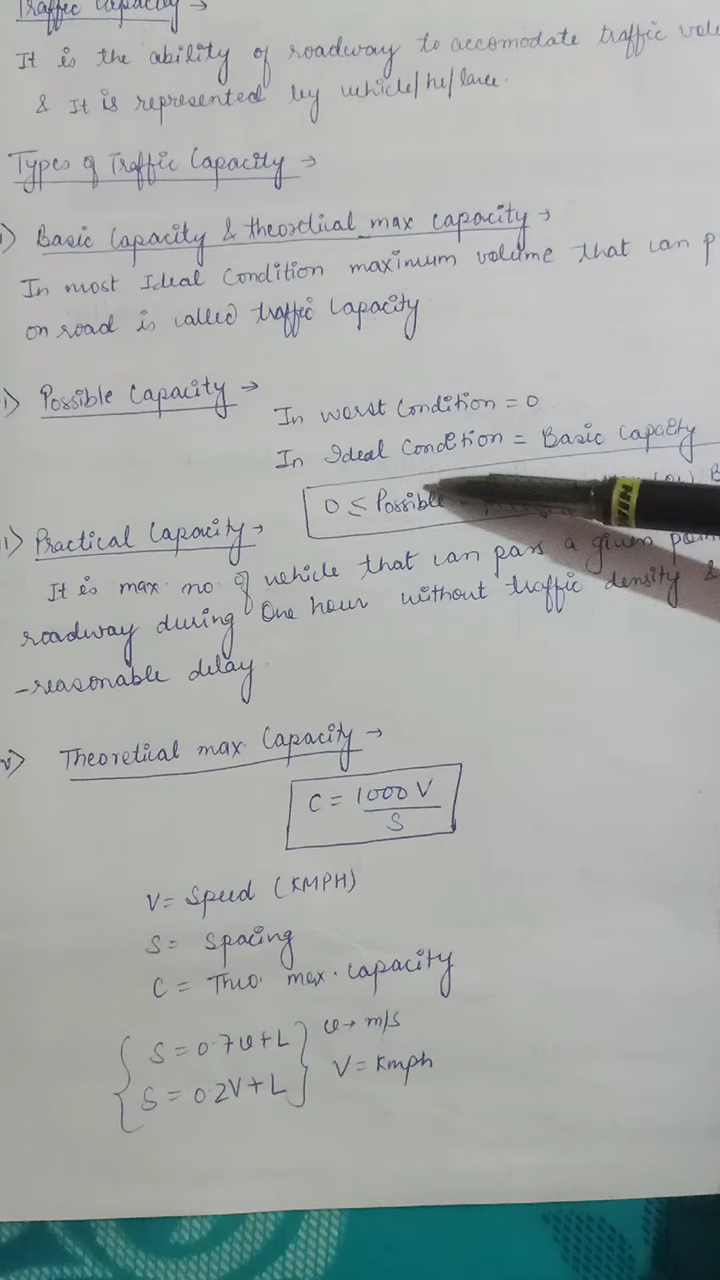 Traffic Capacity →
It is the ability of roadway to accomodate traffic
& It is represented by vehicle/hr/lane.
Types of Traffic Capacity →
i) Basic Capacity & theoretical max capacity →
In most Ideal Condition maximum volume that can
on road is called traffic Capacity
i) Possible Capacity →
In worst Condition = 0
In Ideal Condition = Basic Capacity
0 ≤ Possible
i) Practical Capacity →
It is max. no. of vehicle that can pass a given
roadway during One hour without traffic density &
-reasonable delay.
v) Theoretical max. Capacity →
C = 1000 V
S
V = Speed (KMPH)
S = Spacing
C = Theo. max. capacity
S = 0.7v+L v → m/s
S = 0.2V+L V = Kmph
WIN